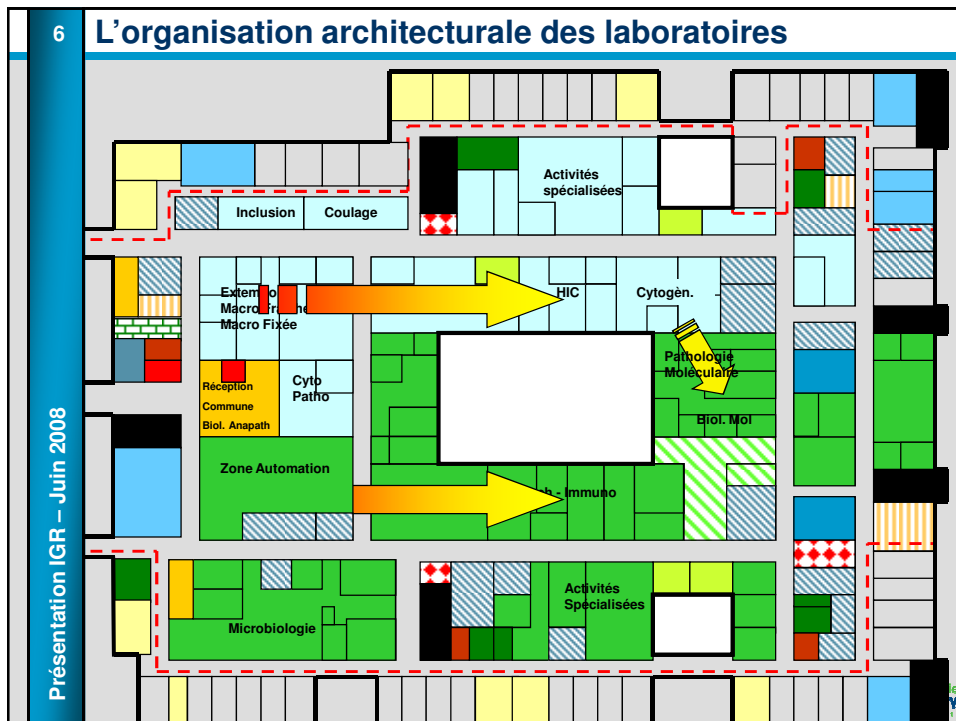 6
L'organisation architecturale des laboratoires
Présentation IGR – Juin 2008
Activités
spécialisées
Inclusion
Coulage
Macro
Macro Fixée
HIC
Cytogèn.
Pathologie
Moléculaire
Réception
Commune
Biol. Anapath
Cyto
Patho
Biol. Mol
Zone Automation
- Immuno
Activités
Spécialisées
Microbiologie